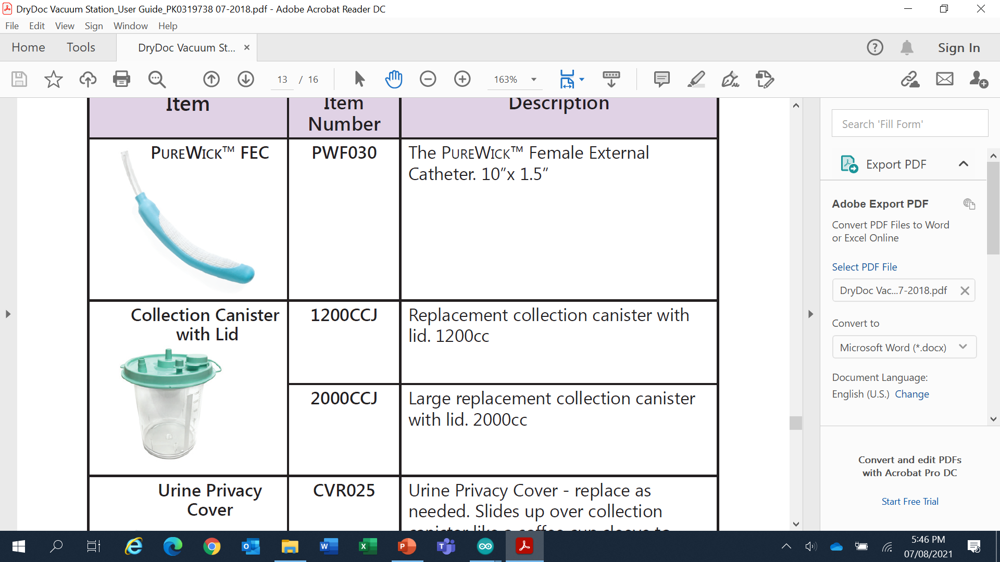 DryDoc Vacuum Station_User Guide_PK0319738 07-2018.pdf - Adobe Acrobat Reader DC
File Edit View Sign Window Help
Home Tools DryDoc Vacuum St... × Sign In
13 / 16 163%
Item
Item
Number
Description
PUREWICK™ FEC
PWF030
The PUREWICK™ Female External
Catheter. 10”x 1.5”
Collection Canister
with Lid
1200CCJ
Replacement collection canister with
lid. 1200cc
2000CCJ
Large replacement collection canister
with lid. 2000cc
Urine Privacy
Cover
CVR025
Urine Privacy Cover - replace as
needed. Slides up over collection
canister like a coffee cup sleeve to
Search 'Fill Form'
Export PDF
Adobe Export PDF
Convert PDF Files to Word
or Excel Online
Select PDF File
DryDoc Vac...7-2018.pdf
Convert to
Microsoft Word (*.docx)
Document Language:
English (U.S.) Change
Convert and edit PDFs
with Acrobat Pro DC
Start Free Trial
5:46 PM
07/08/2021